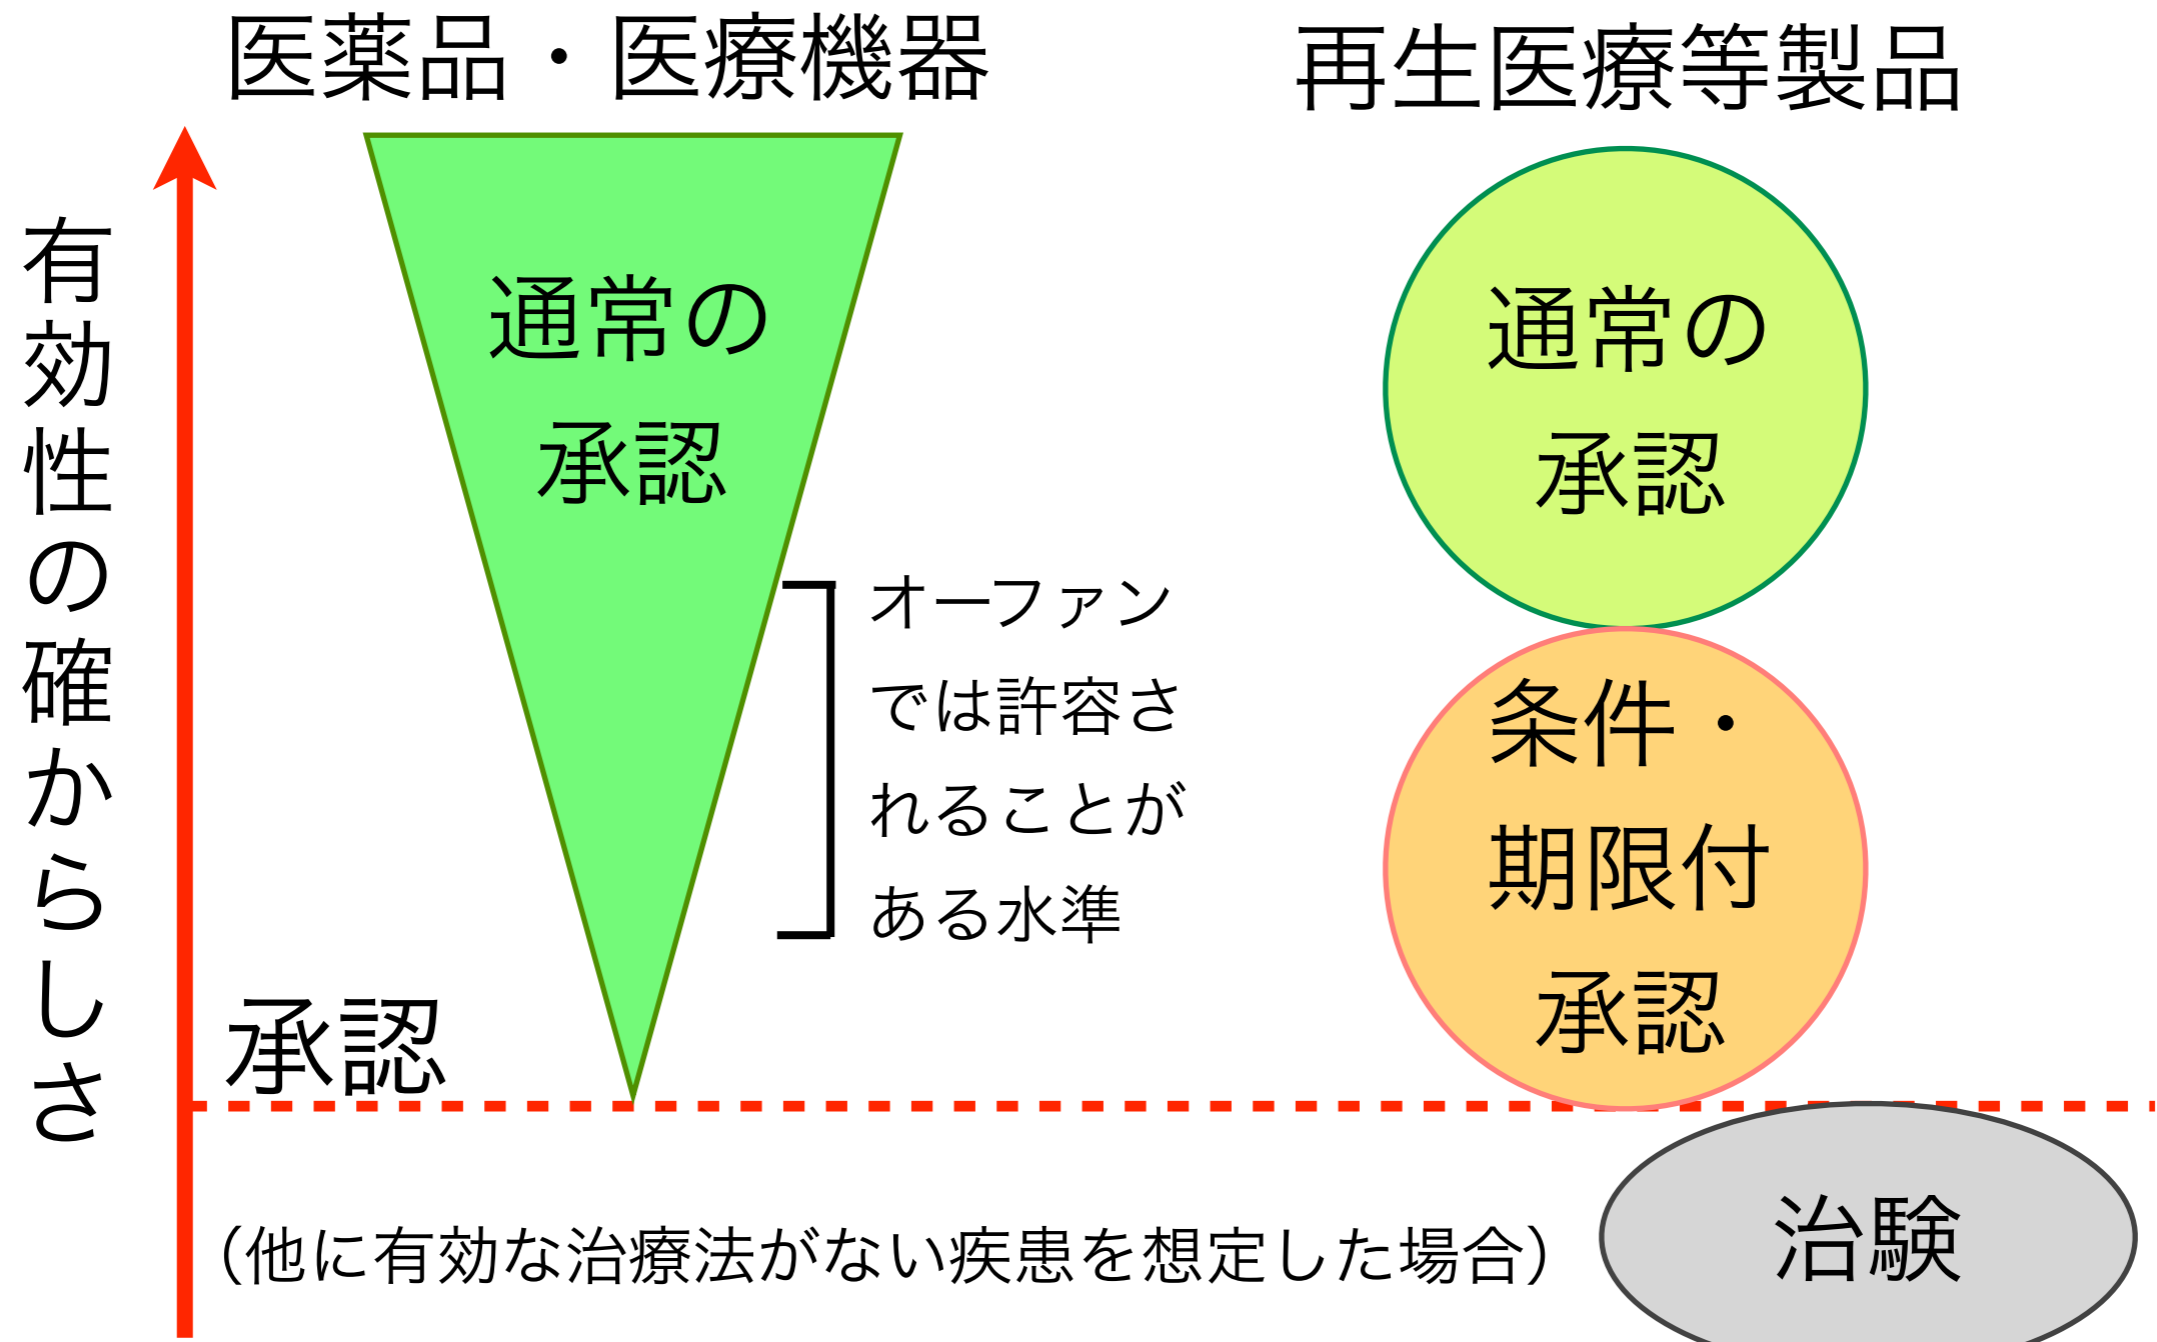 医薬品・医療機器
再生医療等製品
有効性の確からしさ
通常の
承認
オーファン
では許容さ
れることが
ある水準
通常の
承認
条件・
期限付
承認
承認
（他に有効な治療法がない疾患を想定した場合）
治験